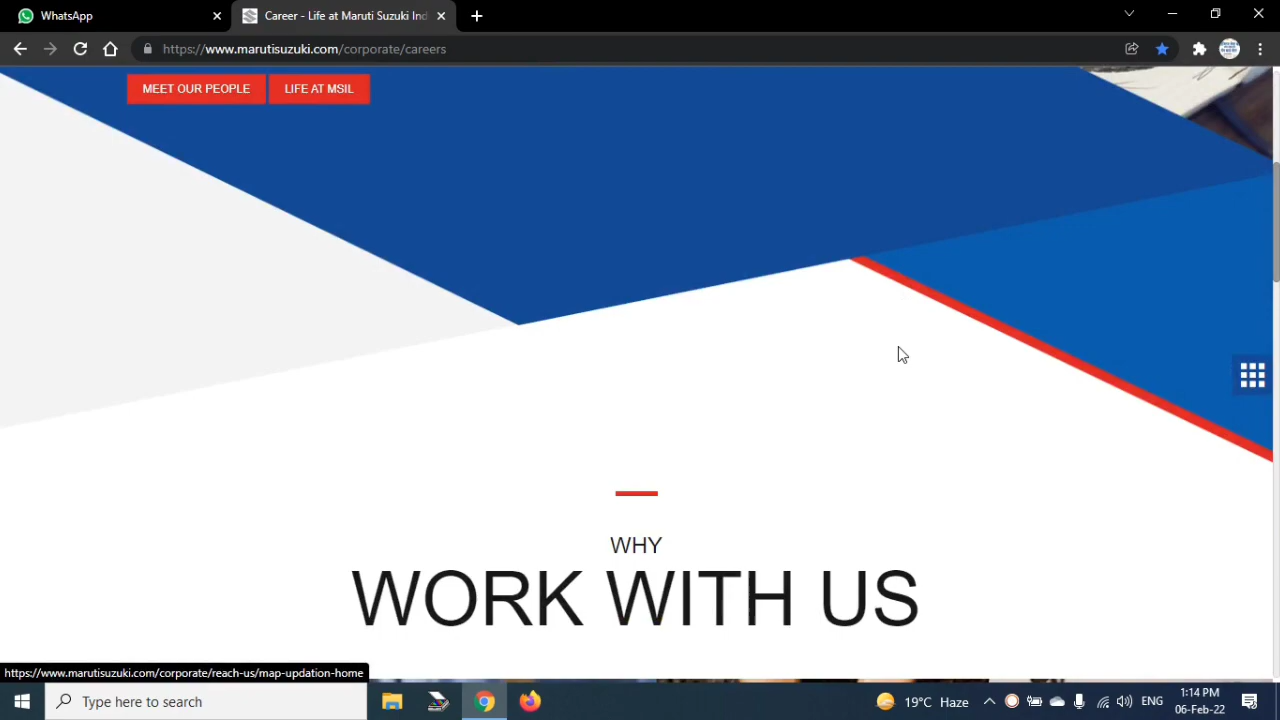 WhatsApp
Career - Life at Maruti Suzuki Ind
https://www.marutisuzuki.com/corporate/careers
MEET OUR PEOPLE
LIFE AT MSIL
WHY
WORK WITH US
https://www.marutisuzuki.com/corporate/reach-us/map-updation-home
Type here to search
19°C Haze
ENG
1:14 PM
06-Feb-22